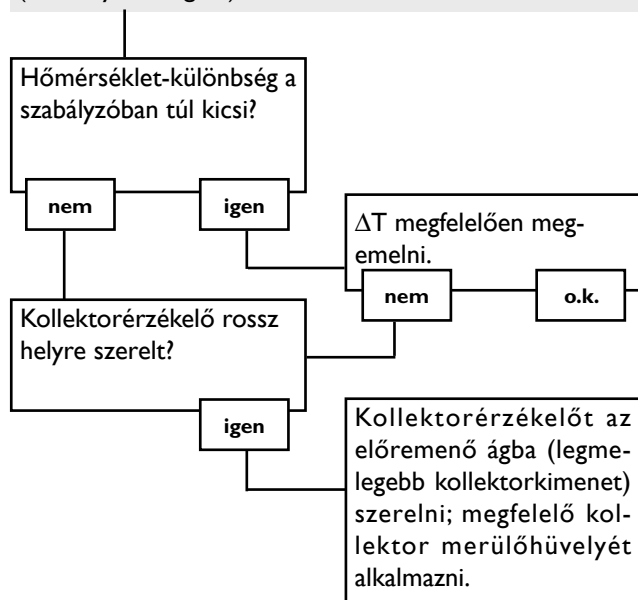 Hőmérséklet-különbség a
szabályzóban túl kicsi?
nem
igen
ΔT megfelelően meg-
emelni.
nem
o.k.
Kollektorérzékelő rossz
helyre szerelt?
igen
Kollektorérzékelőt az
előremenő ágba (legme-
legebb kollektorkimenet)
szerelni; megfelelő kol-
lektor merülőhüvelyét
alkalmazni.